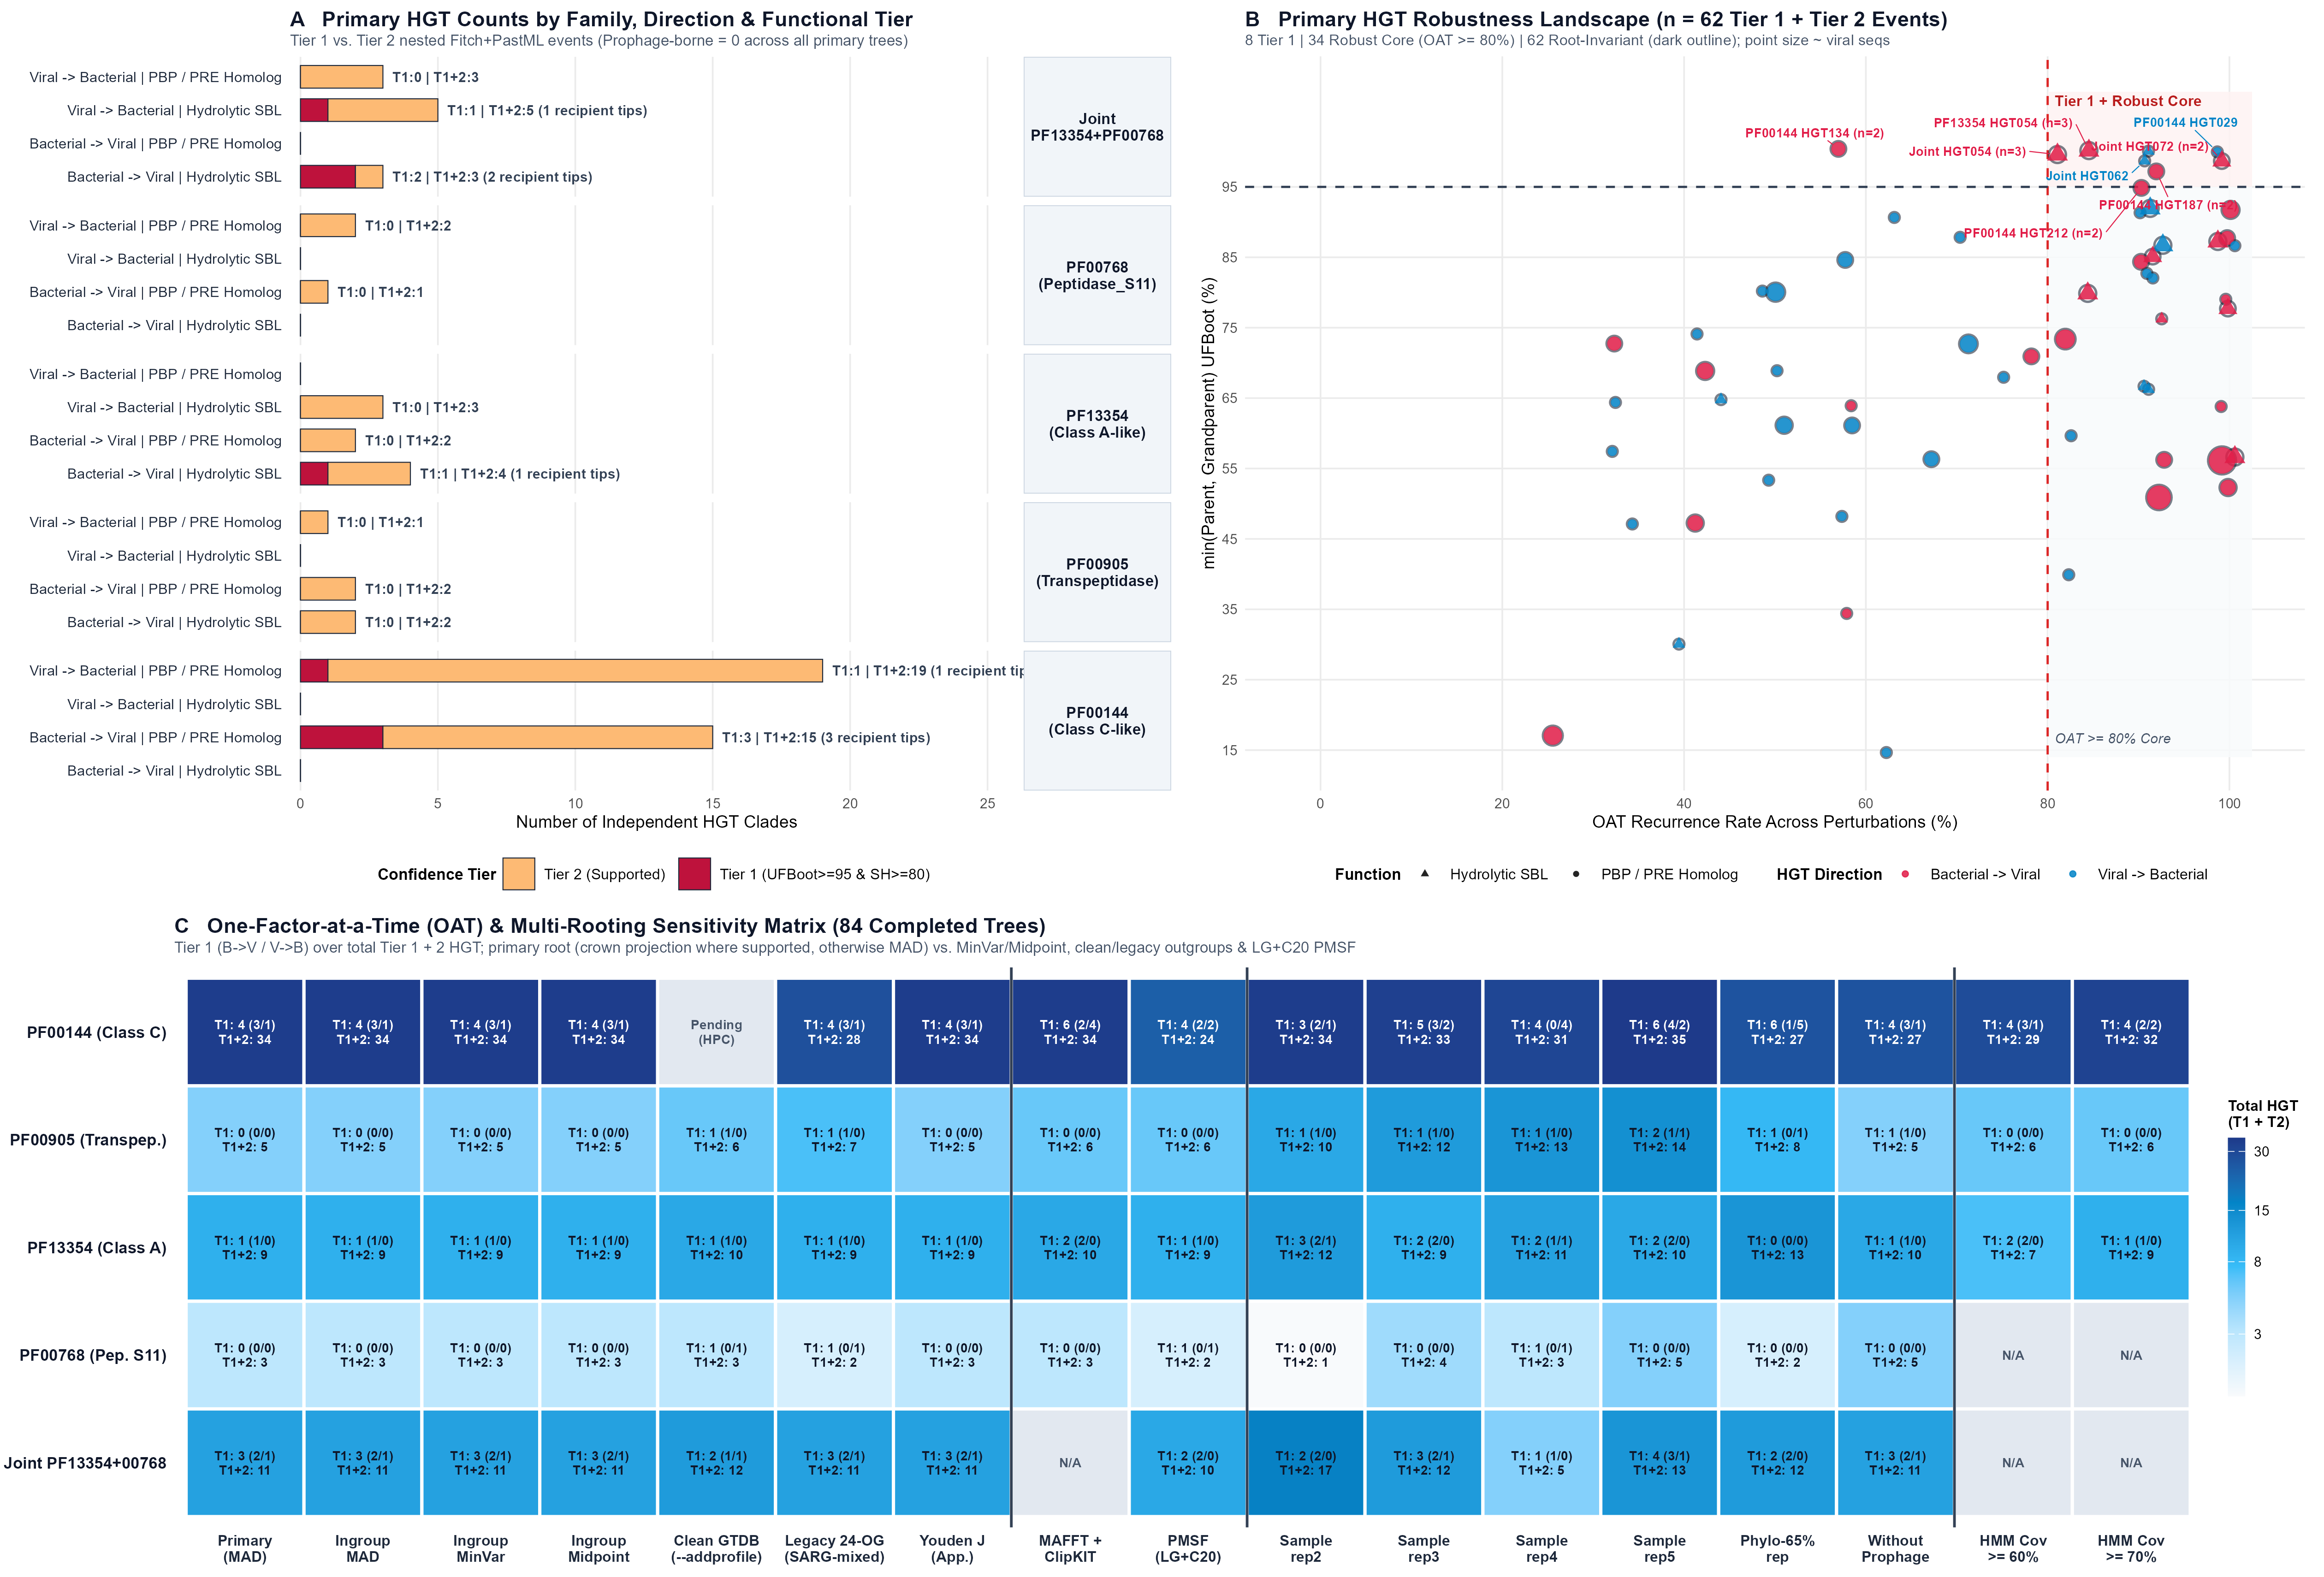 A Primary HGT Counts by Family, Direction & Functional Tier
Tier 1 vs. Tier 2 nested Fitch+PastML events (Prophage-borne = 0 across all primary trees)
Viral -> Bacterial | PBP / PRE Homolog
T1:0 | T1+2:3
Viral -> Bacterial | Hydrolytic SBL
T1:1 | T1+2:5 (1 recipient tips)
Bacterial -> Viral | PBP / PRE Homolog
Bacterial -> Viral | Hydrolytic SBL
T1:2 | T1+2:3 (2 recipient tips)
Joint
PF13354+PF00768
Viral -> Bacterial | PBP / PRE Homolog
T1:0 | T1+2:2
Viral -> Bacterial | Hydrolytic SBL
Bacterial -> Viral | PBP / PRE Homolog
T1:0 | T1+2:1
Bacterial -> Viral | Hydrolytic SBL
PF00768
(Peptidase_S11)
Viral -> Bacterial | PBP / PRE Homolog
Viral -> Bacterial | Hydrolytic SBL
T1:0 | T1+2:3
Bacterial -> Viral | PBP / PRE Homolog
T1:0 | T1+2:2
Bacterial -> Viral | Hydrolytic SBL
T1:1 | T1+2:4 (1 recipient tips)
PF13354
(Class A-like)
Viral -> Bacterial | PBP / PRE Homolog
T1:0 | T1+2:1
Viral -> Bacterial | Hydrolytic SBL
Bacterial -> Viral | PBP / PRE Homolog
T1:0 | T1+2:2
Bacterial -> Viral | Hydrolytic SBL
T1:0 | T1+2:2
PF00905
(Transpeptidase)
Viral -> Bacterial | PBP / PRE Homolog
T1:1 | T1+2:19 (1 recipient tip
Viral -> Bacterial | Hydrolytic SBL
Bacterial -> Viral | PBP / PRE Homolog
T1:3 | T1+2:15 (3 recipient tips)
Bacterial -> Viral | Hydrolytic SBL
PF00144
(Class C-like)
0 5 10 15 20 25
Number of Independent HGT Clades
Confidence Tier Tier 2 (Supported) Tier 1 (UFBoot>=95 & SH>=80)
B Primary HGT Robustness Landscape (n = 62 Tier 1 + Tier 2 Events)
8 Tier 1 | 34 Robust Core (OAT >= 80%) | 62 Root-Invariant (dark outline); point size ~ viral seqs
Tier 1 + Robust Core
PF13354 HGT054 (n=3)
PF00144 HGT029
PF00144 HGT134 (n=2)
Joint HGT054 (n=3)
Joint HGT072 (n=2)
Joint HGT062
PF00144 HGT187 (n=2)
PF00144 HGT212 (n=2)
95
85
75
65
55
45
35
25
15
min(Parent, Grandparent) UFBoot (%)
OAT >= 80% Core
0 20 40 60 80 100
OAT Recurrence Rate Across Perturbations (%)
Function Hydrolytic SBL PBP / PRE Homolog HGT Direction Bacterial -> Viral Viral -> Bacterial
C One-Factor-at-a-Time (OAT) & Multi-Rooting Sensitivity Matrix (84 Completed Trees)
Tier 1 (B->V / V->B) over total Tier 1 + 2 HGT; primary root (crown projection where supported, otherwise MAD) vs. MinVar/Midpoint, clean/legacy outgroups & LG+C20 PMSF
PF00144 (Class C)
T1: 4 (3/1) T1: 4 (3/1) T1: 4 (3/1) T1: 4 (3/1) Pending T1: 4 (3/1) T1: 4 (3/1) T1: 6 (2/4) T1: 4 (2/2) T1: 3 (2/1) T1: 5 (3/2) T1: 4 (0/4) T1: 6 (4/2) T1: 6 (1/5) T1: 4 (3/1) T1: 4 (3/1) T1: 4 (2/2)
T1+2: 34 T1+2: 34 T1+2: 34 T1+2: 34 (HPC) T1+2: 28 T1+2: 34 T1+2: 34 T1+2: 24 T1+2: 34 T1+2: 33 T1+2: 31 T1+2: 35 T1+2: 27 T1+2: 27 T1+2: 29 T1+2: 32
PF00905 (Transpep.)
T1: 0 (0/0) T1: 0 (0/0) T1: 0 (0/0) T1: 0 (0/0) T1: 1 (1/0) T1: 1 (1/0) T1: 0 (0/0) T1: 0 (0/0) T1: 0 (0/0) T1: 1 (1/0) T1: 1 (1/0) T1: 1 (1/0) T1: 2 (1/1) T1: 1 (0/1) T1: 1 (1/0) T1: 0 (0/0) T1: 0 (0/0)
T1+2: 5 T1+2: 5 T1+2: 5 T1+2: 5 T1+2: 6 T1+2: 7 T1+2: 5 T1+2: 6 T1+2: 6 T1+2: 10 T1+2: 12 T1+2: 13 T1+2: 14 T1+2: 8 T1+2: 5 T1+2: 6 T1+2: 6
PF13354 (Class A)
T1: 1 (1/0) T1: 1 (1/0) T1: 1 (1/0) T1: 1 (1/0) T1: 1 (1/0) T1: 1 (1/0) T1: 1 (1/0) T1: 2 (2/0) T1: 1 (1/0) T1: 3 (2/1) T1: 2 (2/0) T1: 2 (1/1) T1: 2 (2/0) T1: 0 (0/0) T1: 1 (1/0) T1: 2 (2/0) T1: 1 (1/0)
T1+2: 9 T1+2: 9 T1+2: 9 T1+2: 9 T1+2: 10 T1+2: 9 T1+2: 9 T1+2: 10 T1+2: 9 T1+2: 12 T1+2: 9 T1+2: 11 T1+2: 10 T1+2: 13 T1+2: 10 T1+2: 7 T1+2: 9
PF00768 (Pep. S11)
T1: 0 (0/0) T1: 0 (0/0) T1: 0 (0/0) T1: 0 (0/0) T1: 1 (0/1) T1: 1 (0/1) T1: 0 (0/0) T1: 0 (0/0) T1: 1 (0/1) T1: 0 (0/0) T1: 0 (0/0) T1: 1 (0/1) T1: 0 (0/0) T1: 0 (0/0) T1: 0 (0/0) N/A N/A
T1+2: 3 T1+2: 3 T1+2: 3 T1+2: 3 T1+2: 3 T1+2: 2 T1+2: 3 T1+2: 3 T1+2: 2 T1+2: 1 T1+2: 4 T1+2: 3 T1+2: 5 T1+2: 2 T1+2: 5
Joint PF13354+00768
T1: 3 (2/1) T1: 3 (2/1) T1: 3 (2/1) T1: 3 (2/1) T1: 2 (1/1) T1: 3 (2/1) T1: 3 (2/1) N/A T1: 2 (2/0) T1: 2 (2/0) T1: 3 (2/1) T1: 1 (1/0) T1: 4 (3/1) T1: 2 (2/0) T1: 3 (2/1) N/A N/A
T1+2: 11 T1+2: 11 T1+2: 11 T1+2: 11 T1+2: 12 T1+2: 11 T1+2: 11 T1+2: 10 T1+2: 17 T1+2: 12 T1+2: 5 T1+2: 13 T1+2: 12 T1+2: 11
Primary Ingroup Ingroup Ingroup Clean GTDB Legacy 24-OG Youden J MAFFT + PMSF Sample Sample Sample Sample Phylo-65% Without HMM Cov HMM Cov
(MAD) MAD MinVar Midpoint (--addprofile) (SARG-mixed) (App.) ClipKIT (LG+C20) rep2 rep3 rep4 rep5 rep Prophage >= 60% >= 70%
Total HGT
(T1 + T2)
30
15
8
3